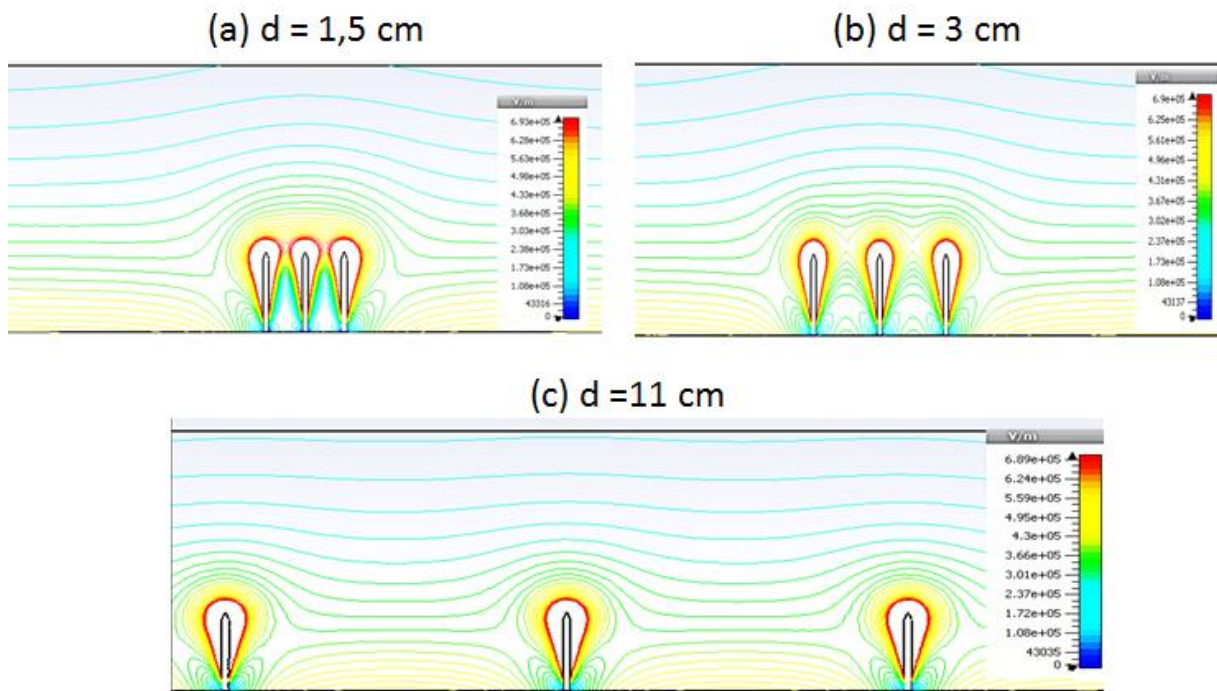 (a) d = 1,5 cm
(b) d = 3 cm
V/m
6.93e+05
6.28e+05
5.63e+05
4.98e+05
4.33e+05
3.68e+05
3.03e+05
2.38e+05
1.73e+05
1.08e+05
43316
0
V/m
6.9e+05
6.25e+05
5.61e+05
4.96e+05
4.31e+05
3.67e+05
3.02e+05
2.37e+05
1.73e+05
1.08e+05
43137
0
(c) d =11 cm
V/m
6.89e+05
6.24e+05
5.59e+05
4.95e+05
4.3e+05
3.66e+05
3.01e+05
2.37e+05
1.72e+05
1.08e+05
43035
0